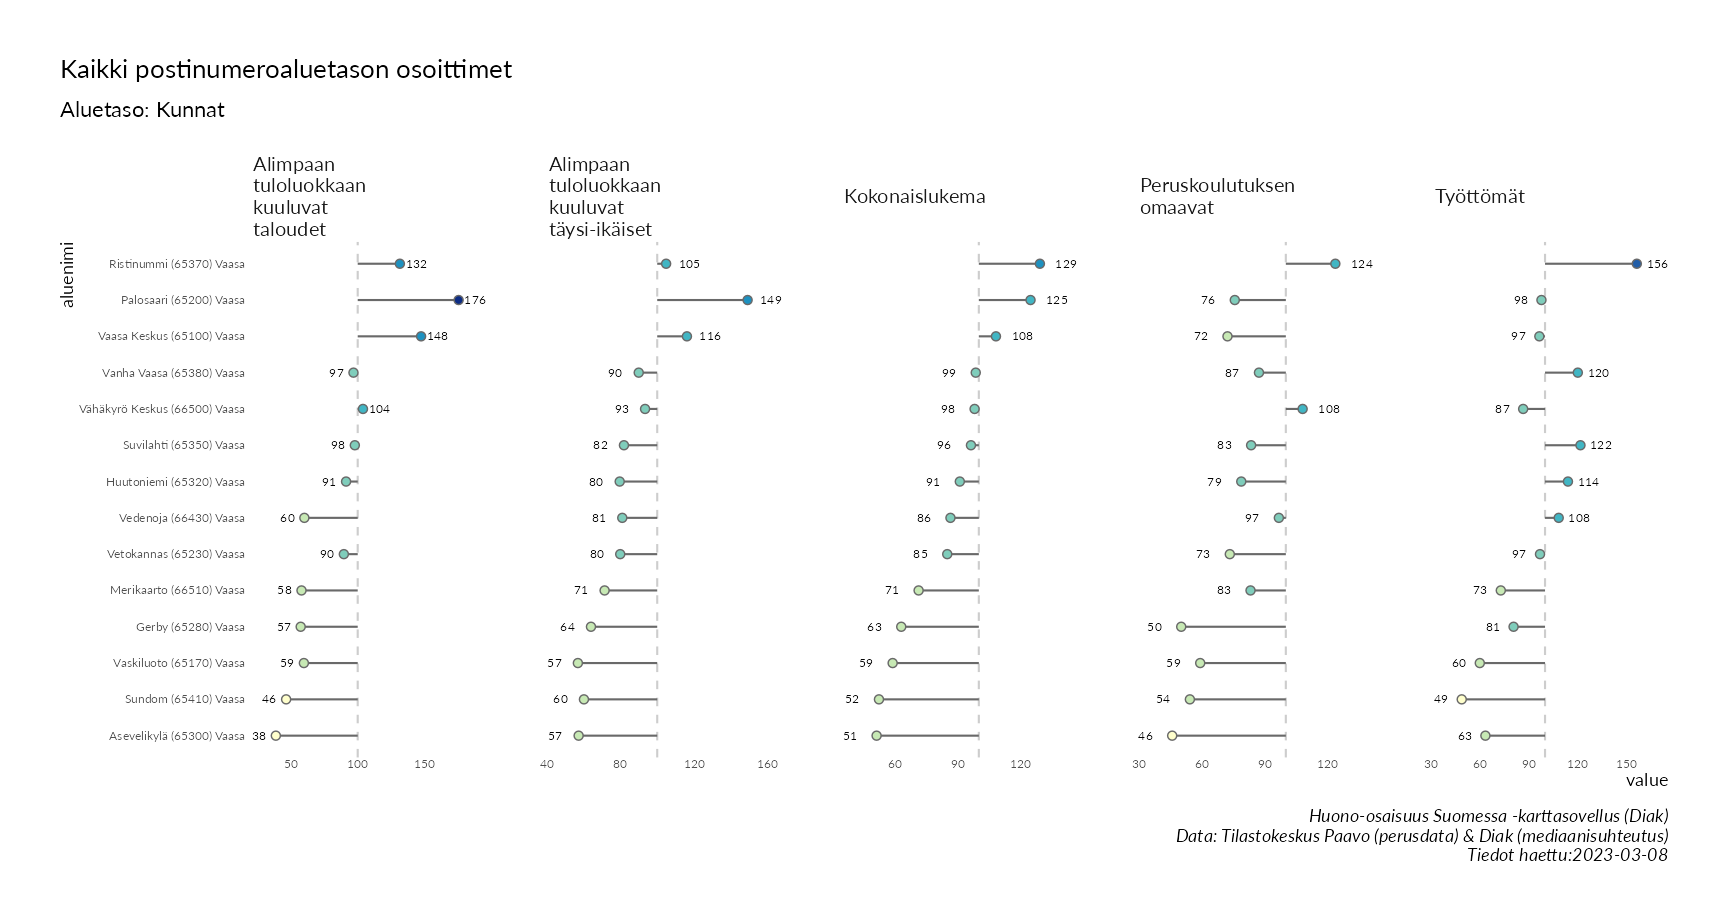 Kaikki postinumeroaluetason osoittimet
Aluetaso: Kunnat
Alimpaan
tuloluokkaan
kuuluvat
taloudet
Alimpaan
tuloluokkaan
kuuluvat
täysi-ikäiset
Kokonaislukema
Peruskoulutuksen
omaavat
Työttömät
aluenimi
Ristinummi (65370) Vaasa 132 105 129 124 156
Palosaari (65200) Vaasa 176 149 125 76 98
Vaasa Keskus (65100) Vaasa 148 116 108 72 97
Vanha Vaasa (65380) Vaasa 97 90 99 87 120
Vähäkyrö Keskus (66500) Vaasa 104 93 98 108 87
Suvilahti (65350) Vaasa 98 82 96 83 122
Huutoniemi (65320) Vaasa 91 80 91 79 114
Vedenoja (66430) Vaasa 60 81 86 97 108
Vetokannas (65230) Vaasa 90 80 85 73 97
Merikaarto (66510) Vaasa 58 71 71 83 73
Gerby (65280) Vaasa 57 64 63 50 81
Vaskiluoto (65170) Vaasa 59 57 59 59 60
Sundom (65410) Vaasa 46 60 52 54 49
Asevelikylä (65300) Vaasa 38 57 51 46 63
50 100 150 40 80 120 160 60 90 120 30 60 90 120 30 60 90 120 150
value
Huono-osaisuus Suomessa -karttasovellus (Diak)
Data: Tilastokeskus Paavo (perusdata) & Diak (mediaanisuhteutus)
Tiedot haettu:2023-03-08